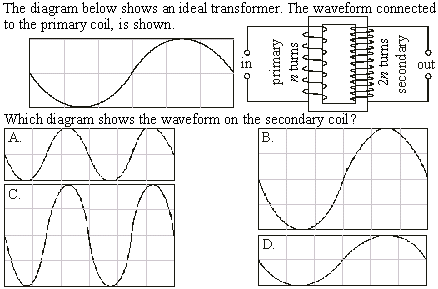 The diagram below shows an ideal transformer. The waveform connected
to the primary coil, is shown.
in
primary
n turns
2n turns
secondary
out
Which diagram shows the waveform on the secondary coil?
A.
B.
C.
D.